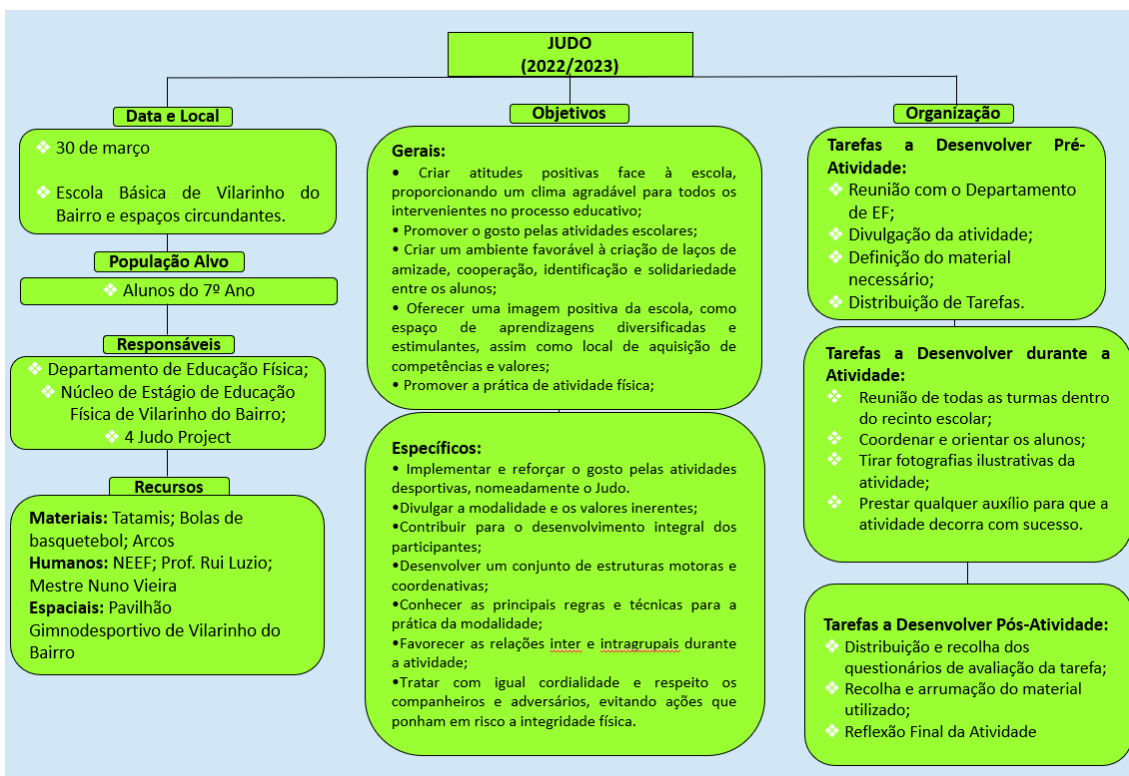 JUDO
(2022/2023)
Data e Local
30 de março
Escola Básica de Vilarinho do
Bairro e espaços circundantes.
População Alvo
Alunos do 7º Ano
Responsáveis
Departamento de Educação Física;
Núcleo de Estágio de Educação
Física de Vilarinho do Bairro;
4 Judo Project
Recursos
Materiais: Tatamis; Bolas de
basquetebol; Arcos
Humanos: NEEF; Prof. Rui Luzio;
Mestre Nuno Vieira
Espaciais: Pavilhão
Gimnodesportivo de Vilarinho do
Bairro
Objetivos
Gerais:
• Criar atitudes positivas face à escola,
proporcionando um clima agradável para todos os
intervenientes no processo educativo;
• Promover o gosto pelas atividades escolares;
• Criar um ambiente favorável à criação de laços de
amizade, cooperação, identificação e solidariedade
entre os alunos;
• Oferecer uma imagem positiva da escola, como
espaço de aprendizagens diversificadas e
estimulantes, assim como local de aquisição de
competências e valores;
• Promover a prática de atividade física;
Específicos:
• Implementar e reforçar o gosto pelas atividades
desportivas, nomeadamente o Judo.
•Divulgar a modalidade e os valores inerentes;
•Contribuir para o desenvolvimento integral dos
participantes;
•Desenvolver um conjunto de estruturas motoras e
coordenativas;
•Conhecer as principais regras e técnicas para a
prática da modalidade;
•Favorecer as relações inter e intragrupais durante
a atividade;
•Tratar com igual cordialidade e respeito os
companheiros e adversários, evitando ações que
ponham em risco a integridade física.
Organização
Tarefas a Desenvolver Pré-
Atividade:
Reunião com o Departamento
de EF;
Divulgação da atividade;
Definição do material
necessário;
Distribuição de Tarefas.
Tarefas a Desenvolver durante a
Atividade:
Reunião de todas as turmas dentro
do recinto escolar;
Coordenar e orientar os alunos;
Tirar fotografias ilustrativas da
atividade;
Prestar qualquer auxílio para que a
atividade decorra com sucesso.
Tarefas a Desenvolver Pós-Atividade:
Distribuição e recolha dos
questionários de avaliação da tarefa;
Recolha e arrumação do material
utilizado;
Reflexão Final da Atividade